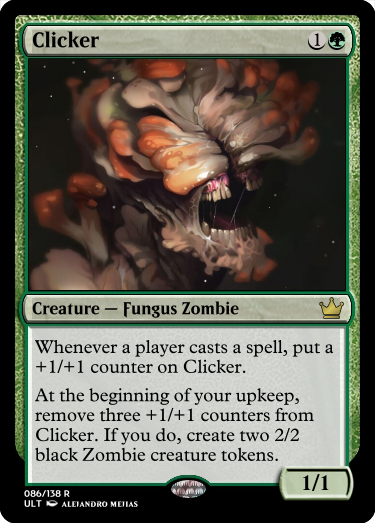 Clicker 1
Creature — Fungus Zombie
Whenever a player casts a spell, put a
+1/+1 counter on Clicker.
At the beginning of your upkeep,
remove three +1/+1 counters from
Clicker. If you do, create two 2/2
black Zombie creature tokens.
1/1
086/138 R
ULT ALEJANDRO MEJIAS